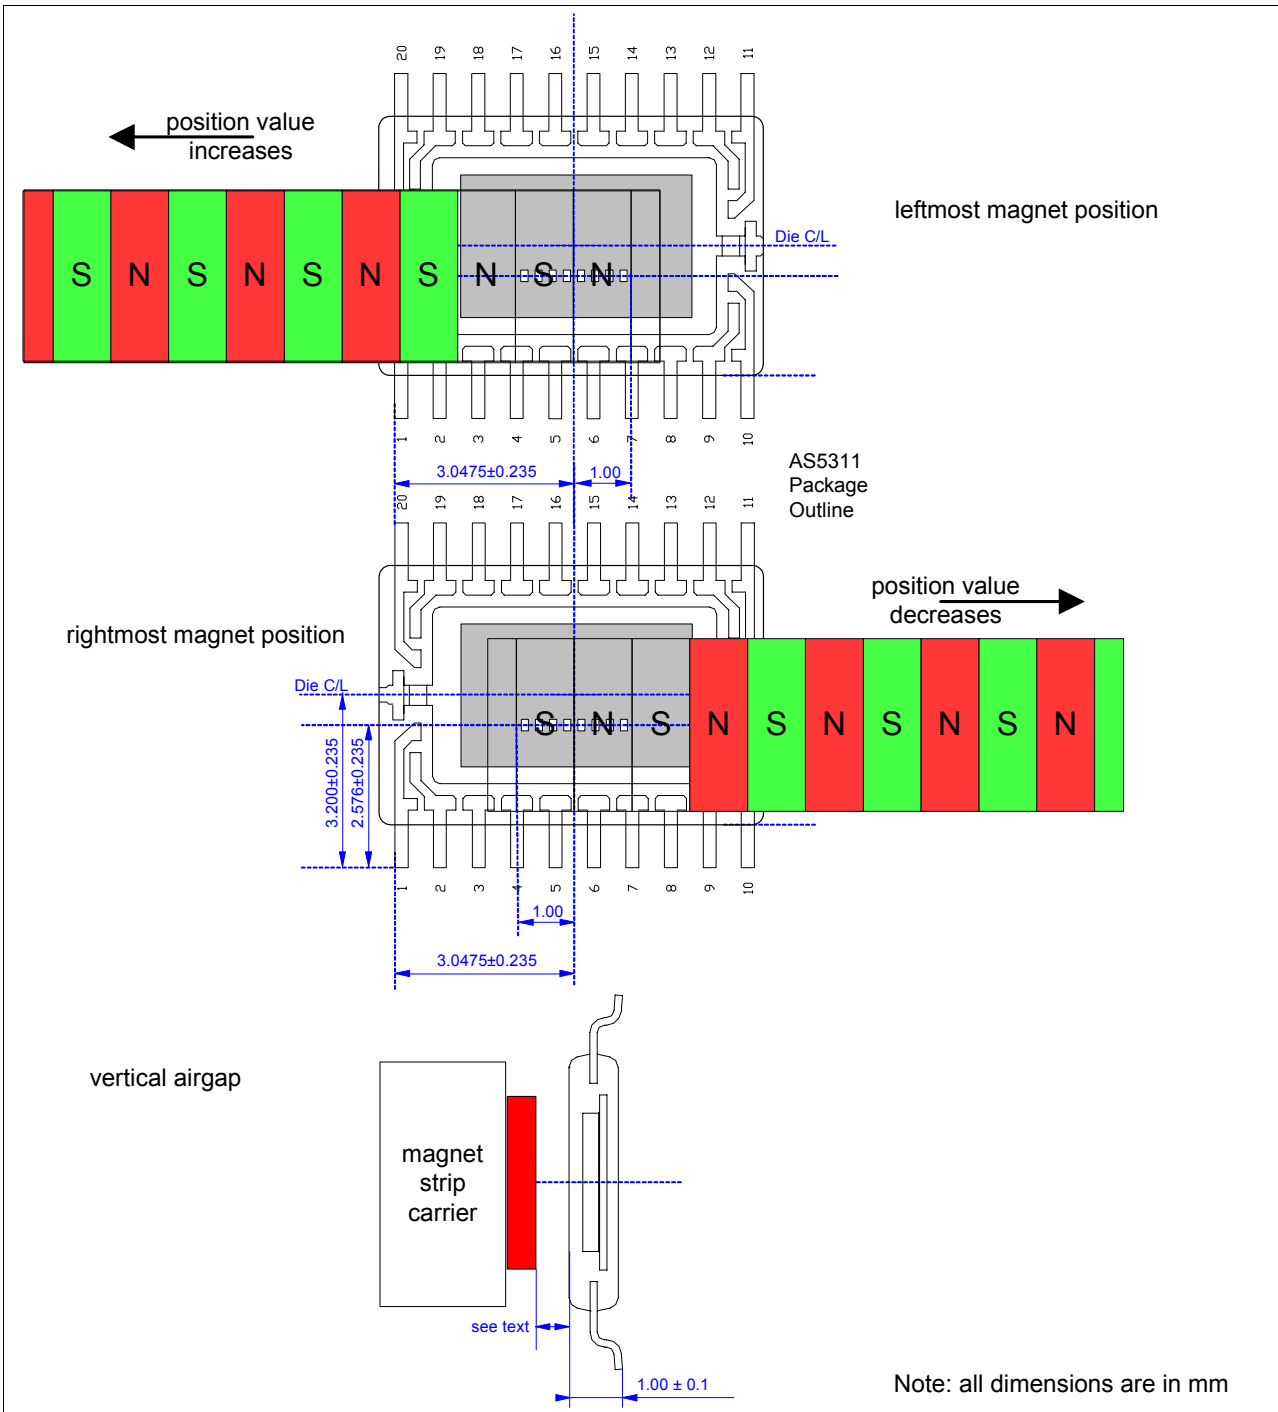 20 19 18 17 16 15 14 13 12 11
position value
increases
leftmost magnet position
Die C/L
S N S N S N S N S N
1 2 3 4 5 6 7 8 9 10
3.0475±0.235 1.00
AS5311
Package
Outline
20 19 18 17 16 15 14 13 12 11
position value
decreases
rightmost magnet position
Die C/L
S N S N S N S N S N
3.200±0.235
2.576±0.235
1 2 3 4 5 6 7 8 9 10
1.00
3.0475±0.235
vertical airgap
magnet
strip
carrier
see text
1.00 ± 0.1
Note: all dimensions are in mm